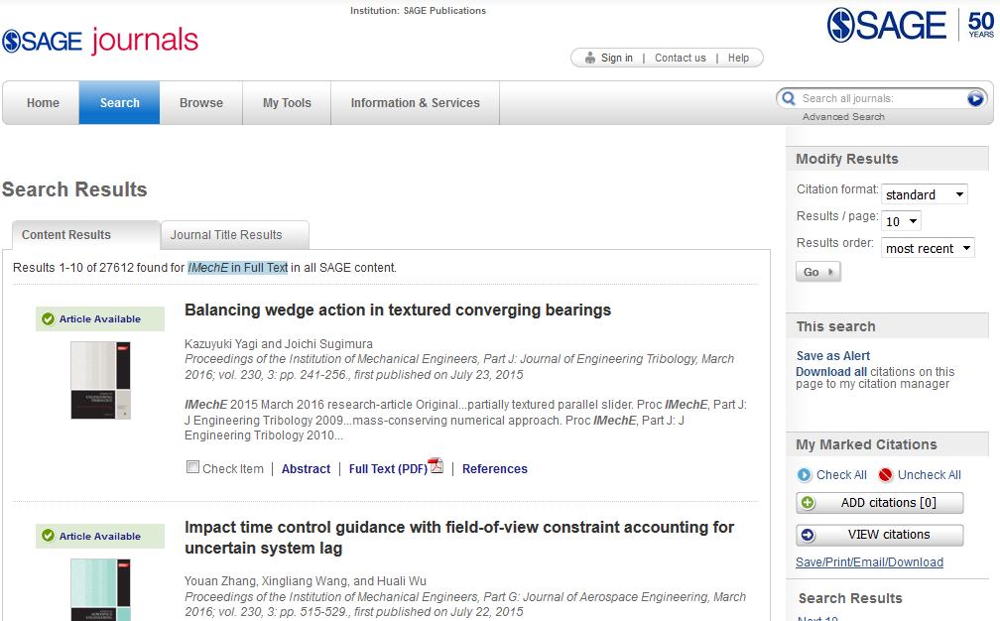 Institution: SAGE Publications
SAGE journals
SAGE 50 YEARS
Sign in | Contact us | Help
Home Search Browse My Tools Information & Services
Search all journals:
Advanced Search
Search Results
Content Results Journal Title Results
Results 1-10 of 27612 found for IMechE in Full Text in all SAGE content.
Article Available
Balancing wedge action in textured converging bearings
Kazuyuki Yagi and Joichi Sugimura
Proceedings of the Institution of Mechanical Engineers, Part J: Journal of Engineering Tribology, March
2016; vol. 230, 3: pp. 241-256., first published on July 23, 2015
IMechE 2015 March 2016 research-article Original...partially textured parallel slider. Proc IMechE, Part J:
J Engineering Tribology 2009...mass-conserving numerical approach. Proc IMechE, Part J: J
Engineering Tribology 2010...
Check Item | Abstract | Full Text (PDF) | References
Article Available
Impact time control guidance with field-of-view constraint accounting for
uncertain system lag
Youan Zhang, Xingliang Wang, and Huali Wu
Proceedings of the Institution of Mechanical Engineers, Part G: Journal of Aerospace Engineering, March
2016; vol. 230, 3: pp. 515-529., first published on July 22, 2015
Modify Results
Citation format: standard
Results / page: 10
Results order: most recent
Go
This search
Save as Alert
Download all citations on this
page to my citation manager
My Marked Citations
Check All Uncheck All
ADD citations [0]
VIEW citations
Save/Print/Email/Download
Search Results
Next 10